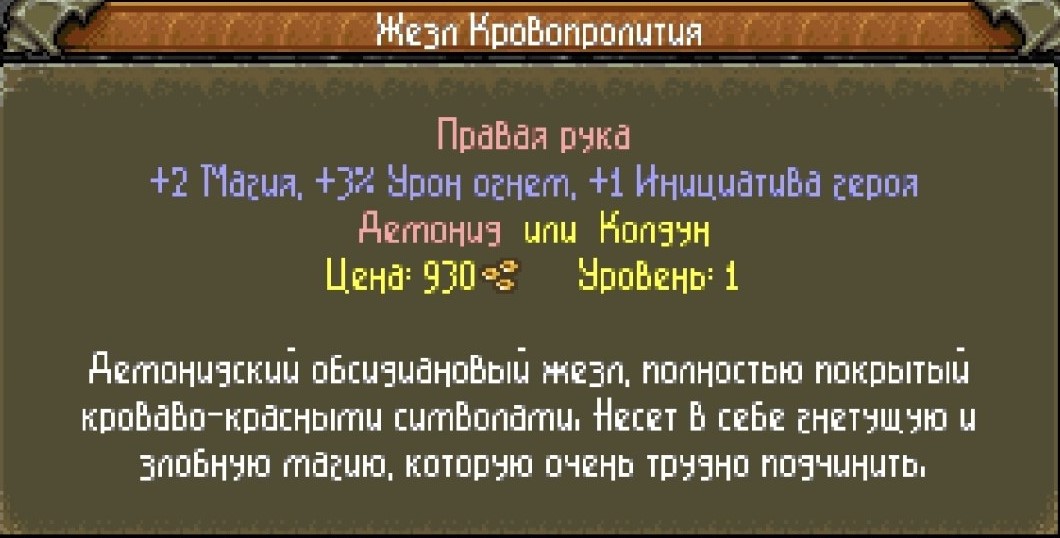 Жезл Кровопролития
Правая рука
+2 Магия, +3% Урон огнем, +1 Инициатива героя
Демонид или Колдун
Цена: 930 Уровень: 1
Демонидский обсидиановый жезл, полностью покрытый
кроваво-красными символами. Несет в себе гнетущую и
злобную магию, которую очень трудно подчинить.